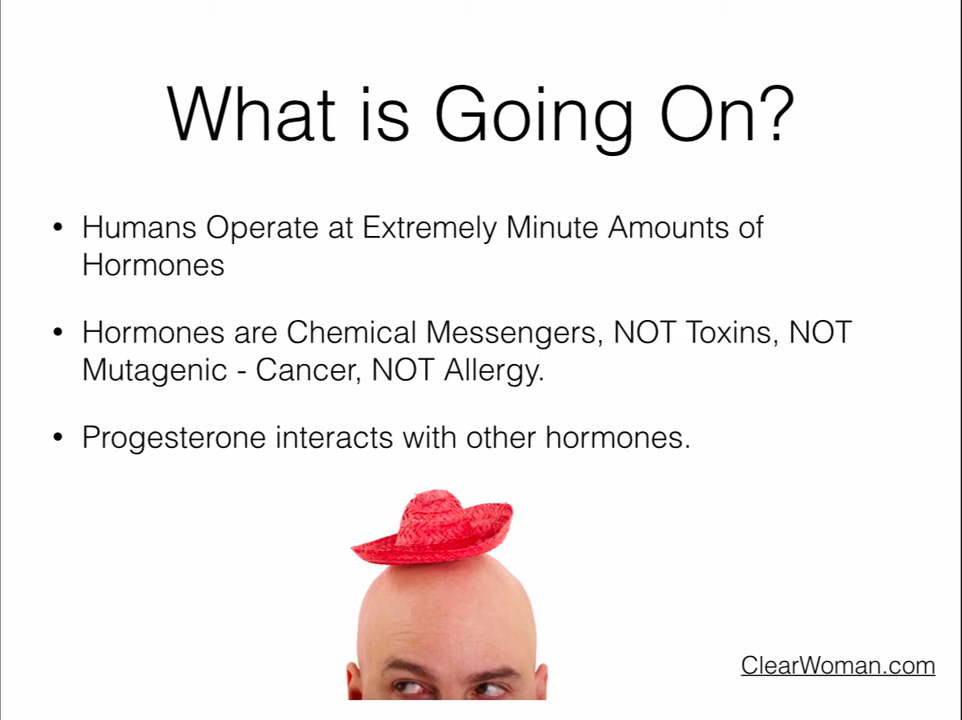 What is Going On?
• Humans Operate at Extremely Minute Amounts of
Hormones
• Hormones are Chemical Messengers, NOT Toxins, NOT
Mutagenic - Cancer, NOT Allergy.
• Progesterone interacts with other hormones.
ClearWoman.com